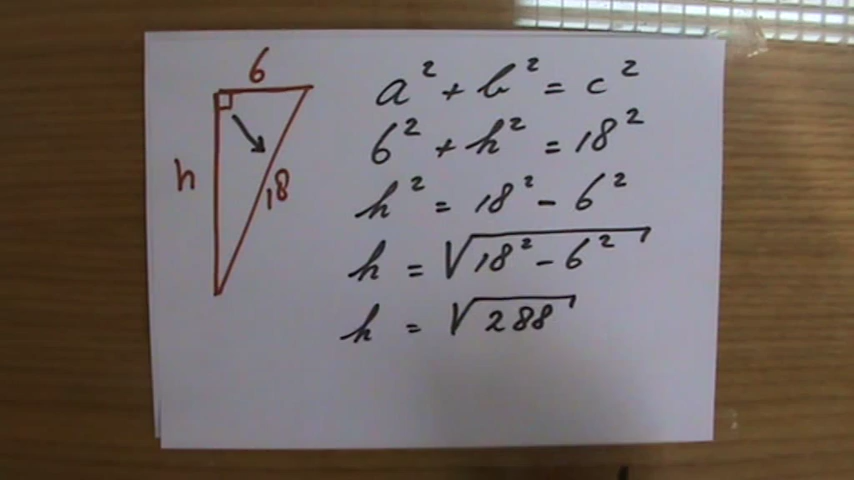 6
h
18
a² + b² = c²
6² + h² = 18²
h² = 18² - 6²
h = √18² - 6²
h = √288